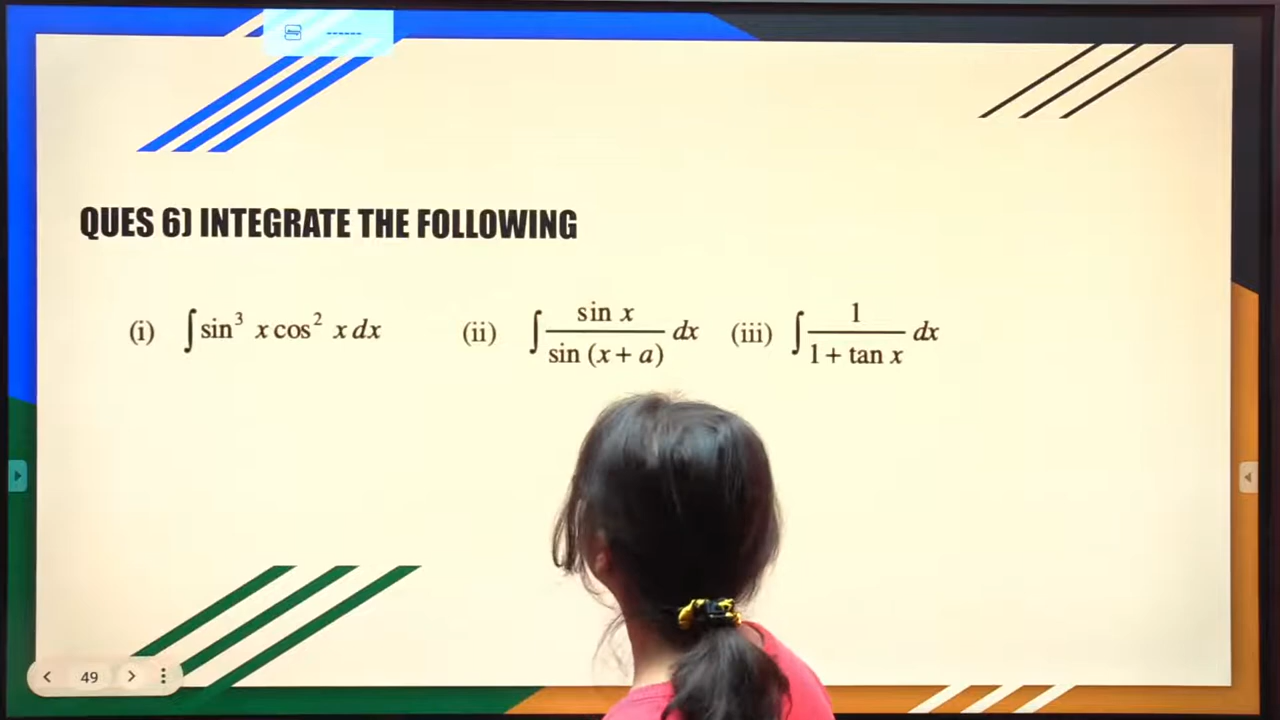 QUES 6) INTEGRATE THE FOLLOWING
(i) ∫ sin³ x cos² x dx (ii) ∫ sin x / sin (x + a) dx (iii) ∫ 1 / 1 + tan x dx
49